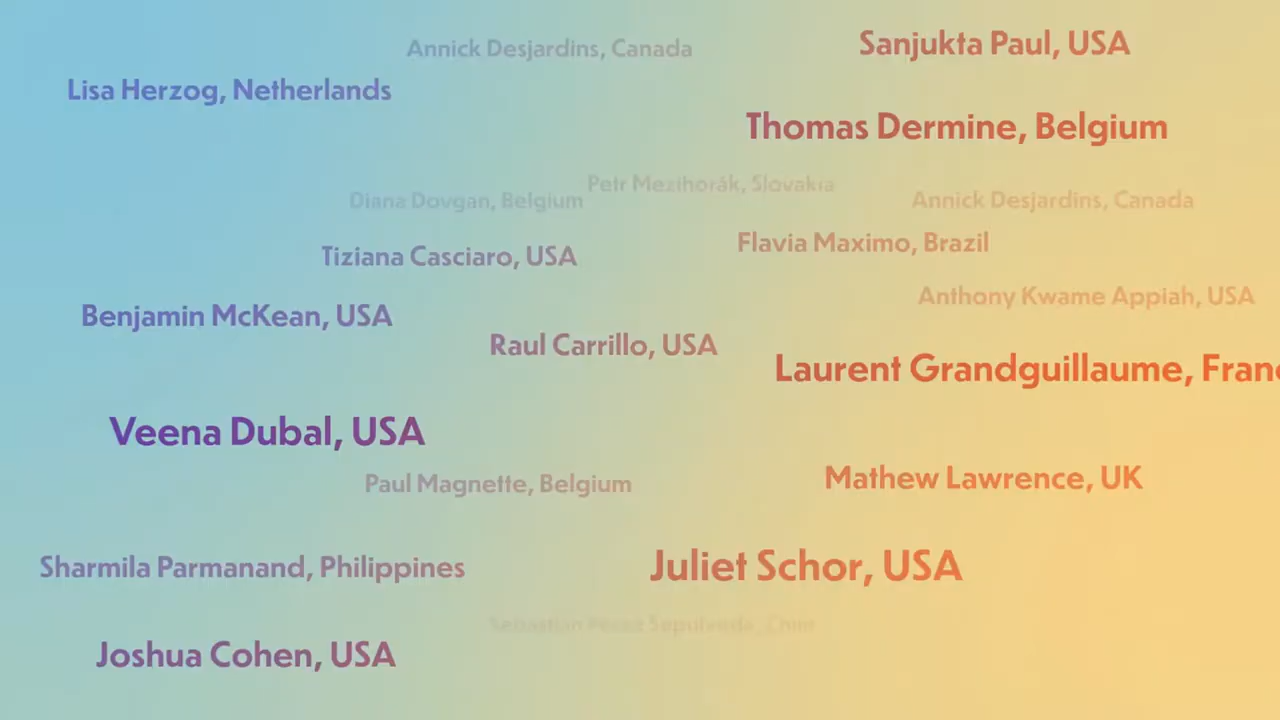 Sanjukta Paul, USA
Annick Desjardins, Canada
Lisa Herzog, Netherlands
Thomas Dermine, Belgium
Petr Mezihorák, Slovakia
Diana Dovgan, Belgium
Annick Desjardins, Canada
Flavia Maximo, Brazil
Tiziana Casciaro, USA
Anthony Kwame Appiah, USA
Benjamin McKean, USA
Raul Carrillo, USA
Laurent Grandguillaume, Fran
Veena Dubal, USA
Mathew Lawrence, UK
Paul Magnette, Belgium
Juliet Schor, USA
Sharmila Parmanand, Philippines
Sepulveda, Chile
Joshua Cohen, USA